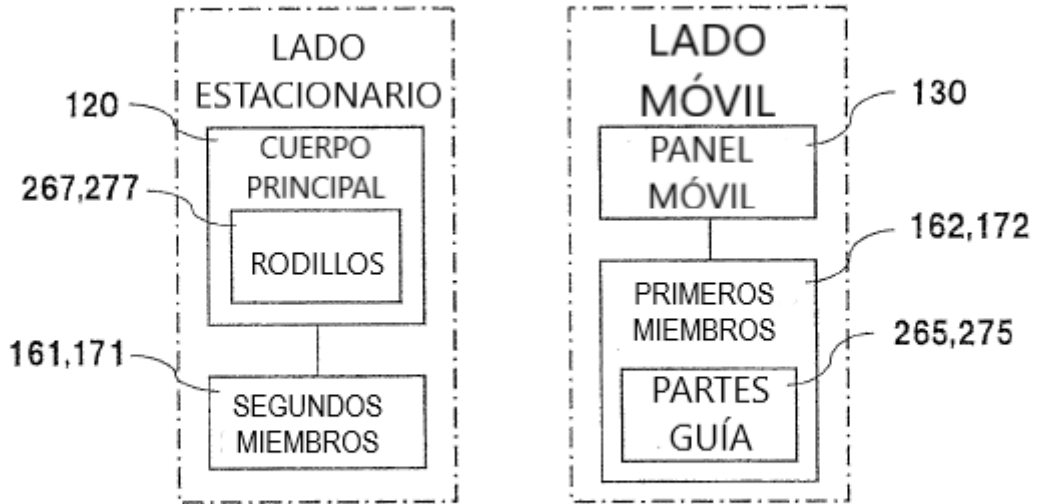 LADO
ESTACIONARIO
120
CUERPO
PRINCIPAL
267,277
RODILLOS
161,171
SEGUNDOS
MIEMBROS
LADO
MÓVIL
130
PANEL
MÓVIL
162,172
PRIMEROS
MIEMBROS
265,275
PARTES
GUÍA